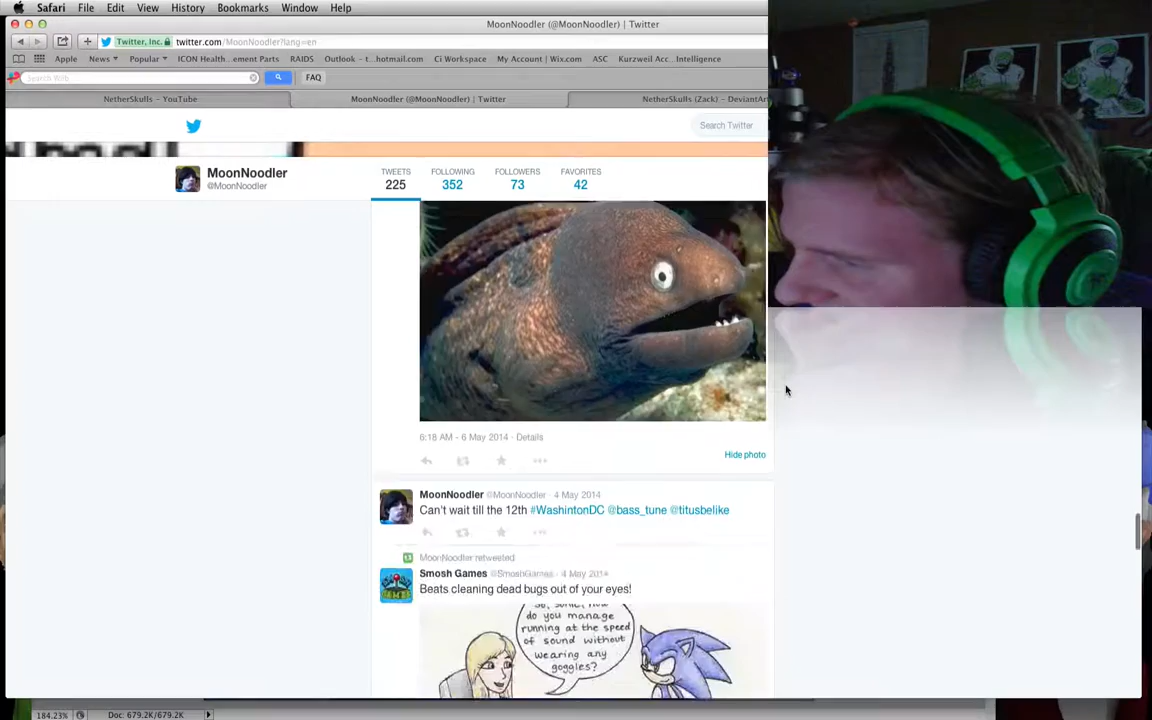 Safari File Edit View History Bookmarks Window Help
MoonNoodler (@MoonNoodler) | Twitter
Twitter, Inc. twitter.com/MoonNoodler?lang=en
Apple News Popular ICON Health...ement Parts RAIDS Outlook – t...hotmail.com Ci Workspace My Account | Wix.com ASC Kurzweil Acc...Intelligence
Search Wfb... FAQ
NetherSkulls – YouTube MoonNoodler (@MoonNoodler) | Twitter NetherSkulls (Zack) – DeviantArt
Search Twitter
MoonNoodler
@MoonNoodler
TWEETS FOLLOWING FOLLOWERS FAVORITES
225 352 73 42
6:18 AM - 6 May 2014 · Details
Hide photo
MoonNoodler @MoonNoodler · 4 May 2014
Can't wait till the 12th #WashintonDC @bass_tune @titusbelike
MoonNoodler retweeted
Smosh Games @SmoshGames · 4 May 2014
Beats cleaning dead bugs out of your eyes!
So, Sonic, how
do you manage
running at the speed
of sound without
wearing any
goggles?
184.23% Doc: 679.2K/679.2K